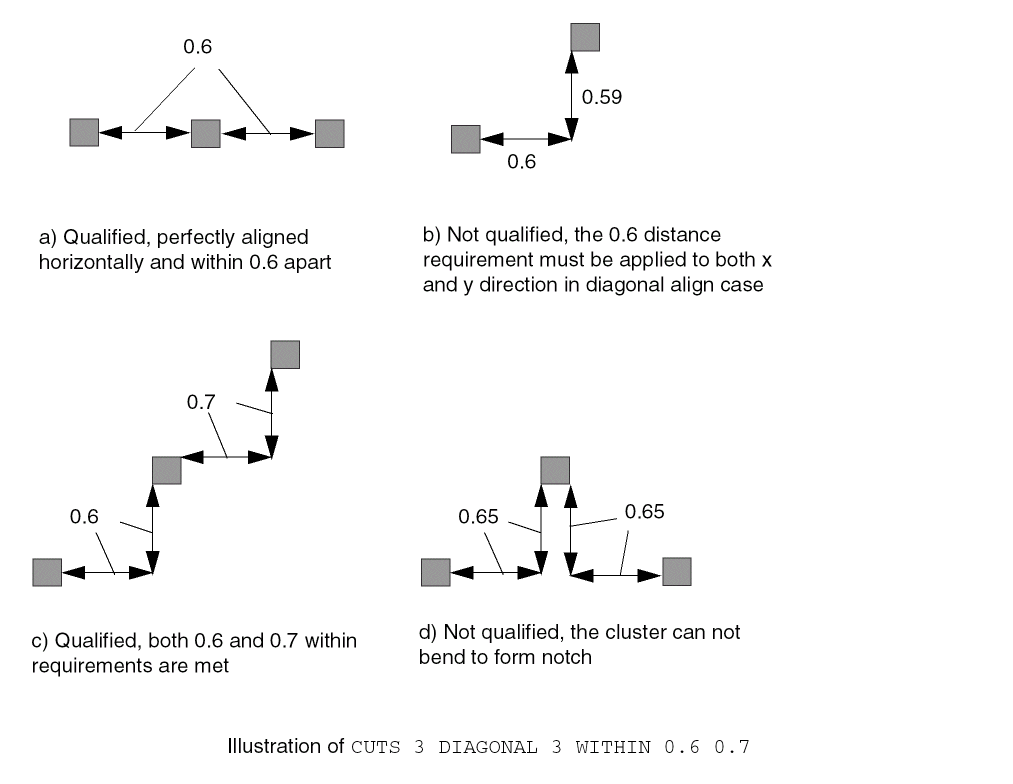 0.6
0.59
0.6
a) Qualified, perfectly aligned
horizontally and within 0.6 apart
b) Not qualified, the 0.6 distance
requirement must be applied to both x
and y direction in diagonal align case
0.7
0.6
0.65
0.65
c) Qualified, both 0.6 and 0.7 within
requirements are met
d) Not qualified, the cluster can not
bend to form notch
Illustration of CUTS 3 DIAGONAL 3 WITHIN 0.6 0.7